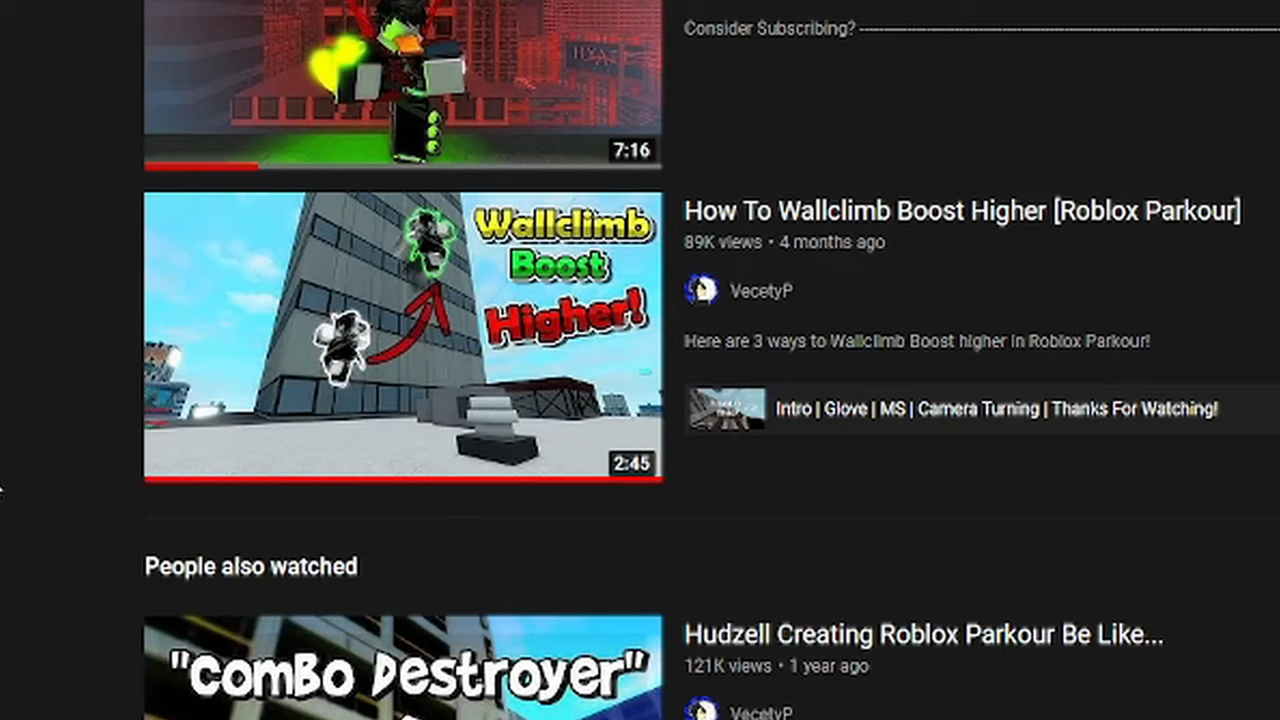 Consider Subscribing?
HYA
7:16
Wallclimb
Boost
Higher!
2:45
How To Wallclimb Boost Higher [Roblox Parkour]
89K views • 4 months ago
VecetyP
Here are 3 ways to Wallclimb Boost higher in Roblox Parkour!
Intro | Glove | MS | Camera Turning | Thanks For Watching!
People also watched
"Combo Destroyer"
Hudzell Creating Roblox Parkour Be Like...
121K views • 1 year ago
VecetyP